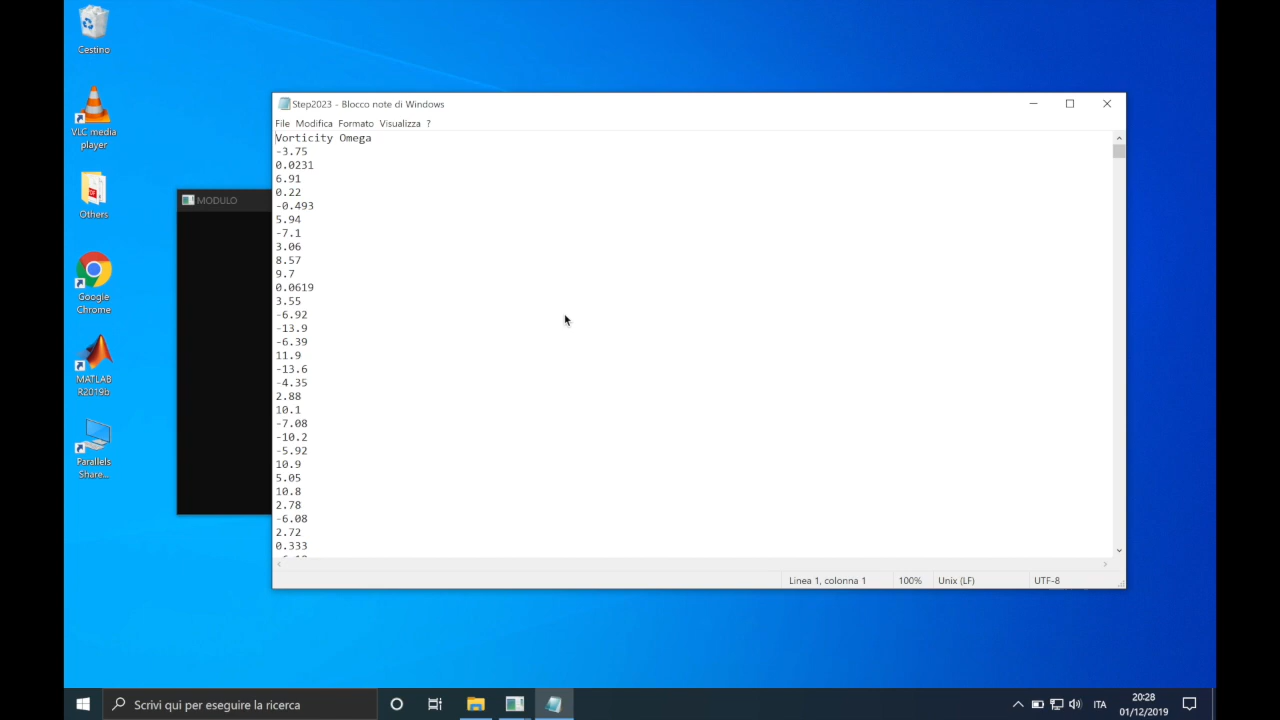 Cestino
VLC media
player
Others
Google
Chrome
MATLAB
R2019b
Parallels
Share...
MODULO
Step2023 - Blocco note di Windows
File Modifica Formato Visualizza ?
Vorticity Omega
-3.75
0.0231
6.91
0.22
-0.493
5.94
-7.1
3.06
8.57
9.7
0.0619
3.55
-6.92
-13.9
-6.39
11.9
-13.6
-4.35
2.88
10.1
-7.08
-10.2
-5.92
10.9
5.05
10.8
2.78
-6.08
2.72
0.333
Linea 1, colonna 1 100% Unix (LF) UTF-8
Scrivi qui per eseguire la ricerca
ITA
20:28
01/12/2019